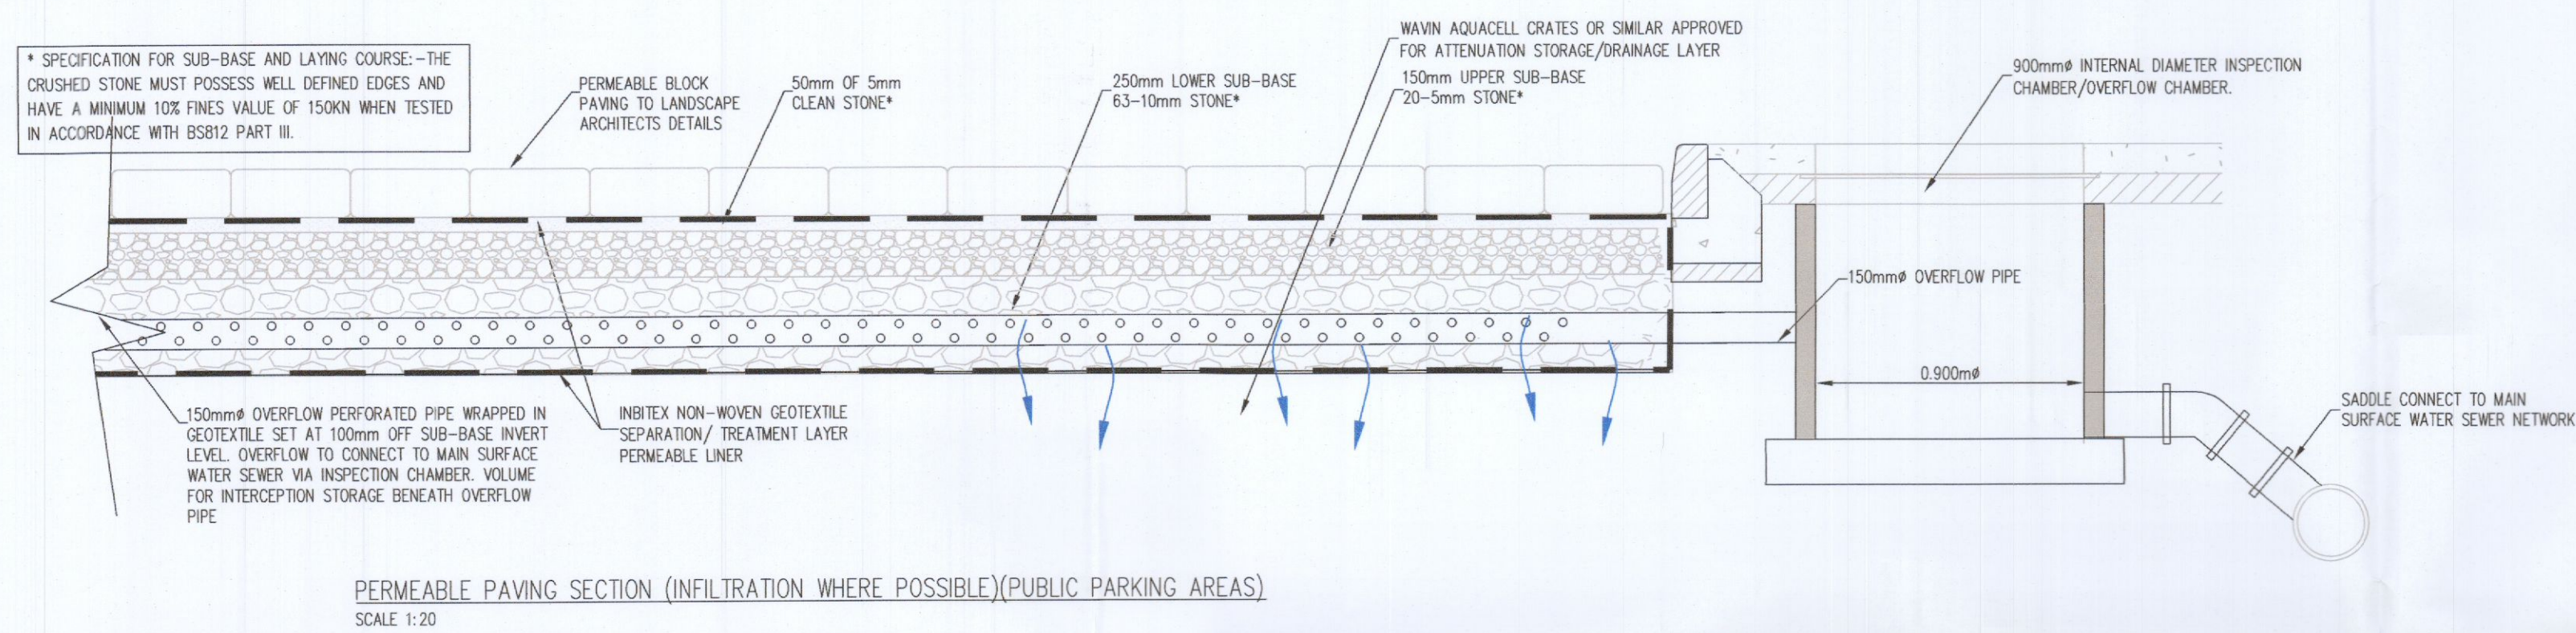 * SPECIFICATION FOR SUB-BASE AND LAYING COURSE:-THE
CRUSHED STONE MUST POSSESS WELL DEFINED EDGES AND
HAVE A MINIMUM 10% FINES VALUE OF 150KN WHEN TESTED
IN ACCORDANCE WITH BS812 PART III.
PERMEABLE BLOCK
PAVING TO LANDSCAPE
ARCHITECTS DETAILS
50mm OF 5mm
CLEAN STONE*
250mm LOWER SUB-BASE
63-10mm STONE*
WAVIN AQUACELL CRATES OR SIMILAR APPROVED
FOR ATTENUATION STORAGE/DRAINAGE LAYER
150mm UPPER SUB-BASE
20-5mm STONE*
900mmø INTERNAL DIAMETER INSPECTION
CHAMBER/OVERFLOW CHAMBER.
150mmø OVERFLOW PIPE
0.900mø
SADDLE CONNECT TO MAIN
SURFACE WATER SEWER NETWORK
150mmø OVERFLOW PERFORATED PIPE WRAPPED IN
GEOTEXTILE SET AT 100mm OFF SUB-BASE INVERT
LEVEL. OVERFLOW TO CONNECT TO MAIN SURFACE
WATER SEWER VIA INSPECTION CHAMBER. VOLUME
FOR INTERCEPTION STORAGE BENEATH OVERFLOW
PIPE
INBITEX NON-WOVEN GEOTEXTILE
SEPARATION/ TREATMENT LAYER
PERMEABLE LINER
PERMEABLE PAVING SECTION (INFILTRATION WHERE POSSIBLE)(PUBLIC PARKING AREAS)
SCALE 1:20